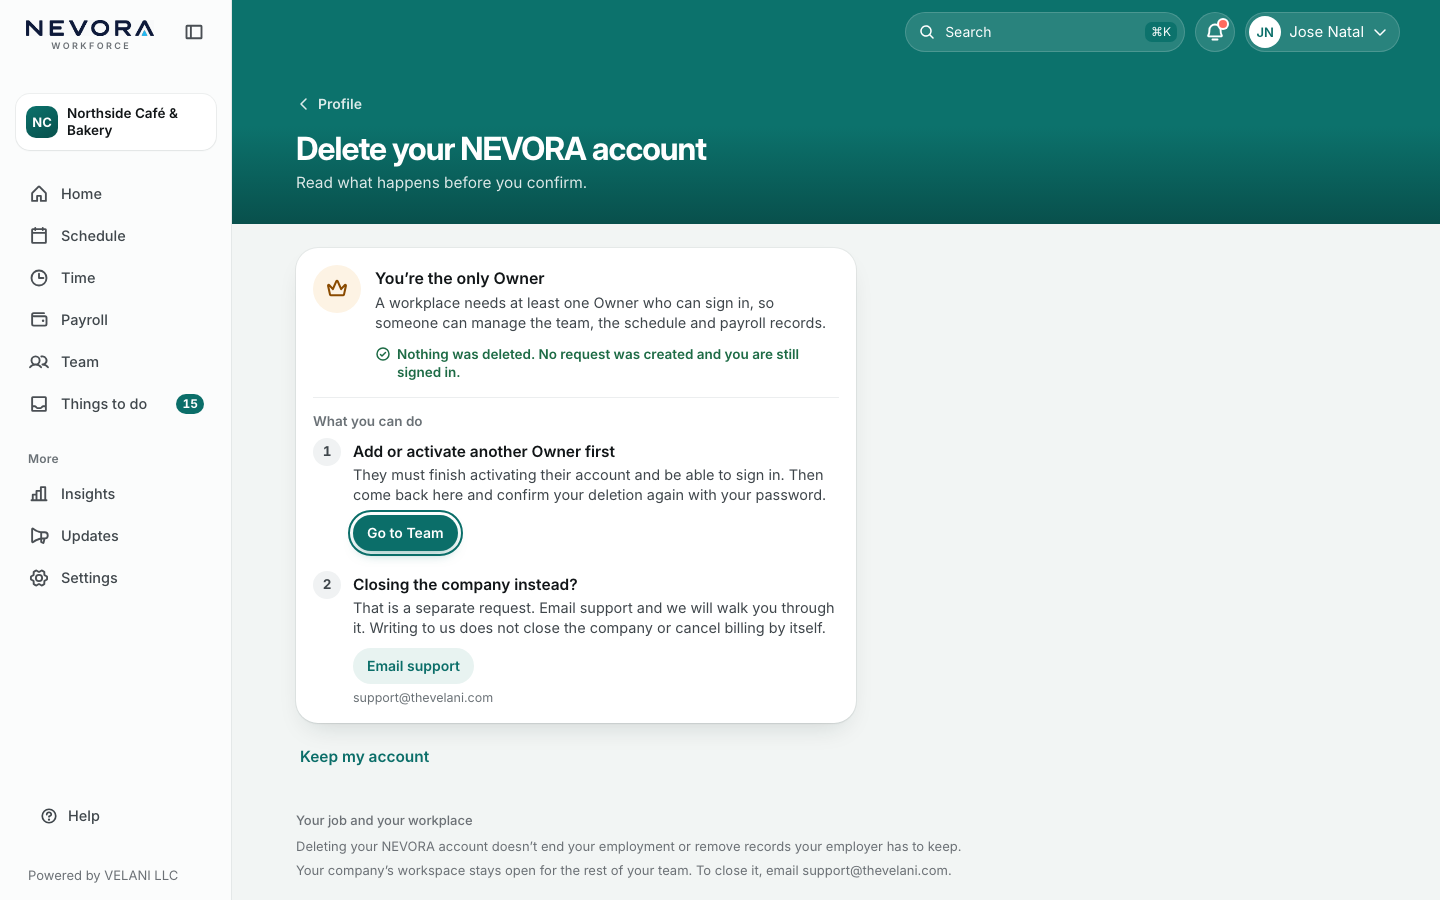 NEVORA
WORKFORCE
Search
⌘K
JN
Jose Natal
NC
Northside Café &
Bakery
Home
Schedule
Time
Payroll
Team
Things to do
15
More
Insights
Updates
Settings
Help
Powered by VELANI LLC
Profile
Delete your NEVORA account
Read what happens before you confirm.
You’re the only Owner
A workplace needs at least one Owner who can sign in, so
someone can manage the team, the schedule and payroll records.
Nothing was deleted. No request was created and you are still
signed in.
What you can do
1
Add or activate another Owner first
They must finish activating their account and be able to sign in. Then
come back here and confirm your deletion again with your password.
Go to Team
2
Closing the company instead?
That is a separate request. Email support and we will walk you through
it. Writing to us does not close the company or cancel billing by itself.
Email support
support@thevelani.com
Keep my account
Your job and your workplace
Deleting your NEVORA account doesn’t end your employment or remove records your employer has to keep.
Your company’s workspace stays open for the rest of your team. To close it, email support@thevelani.com.